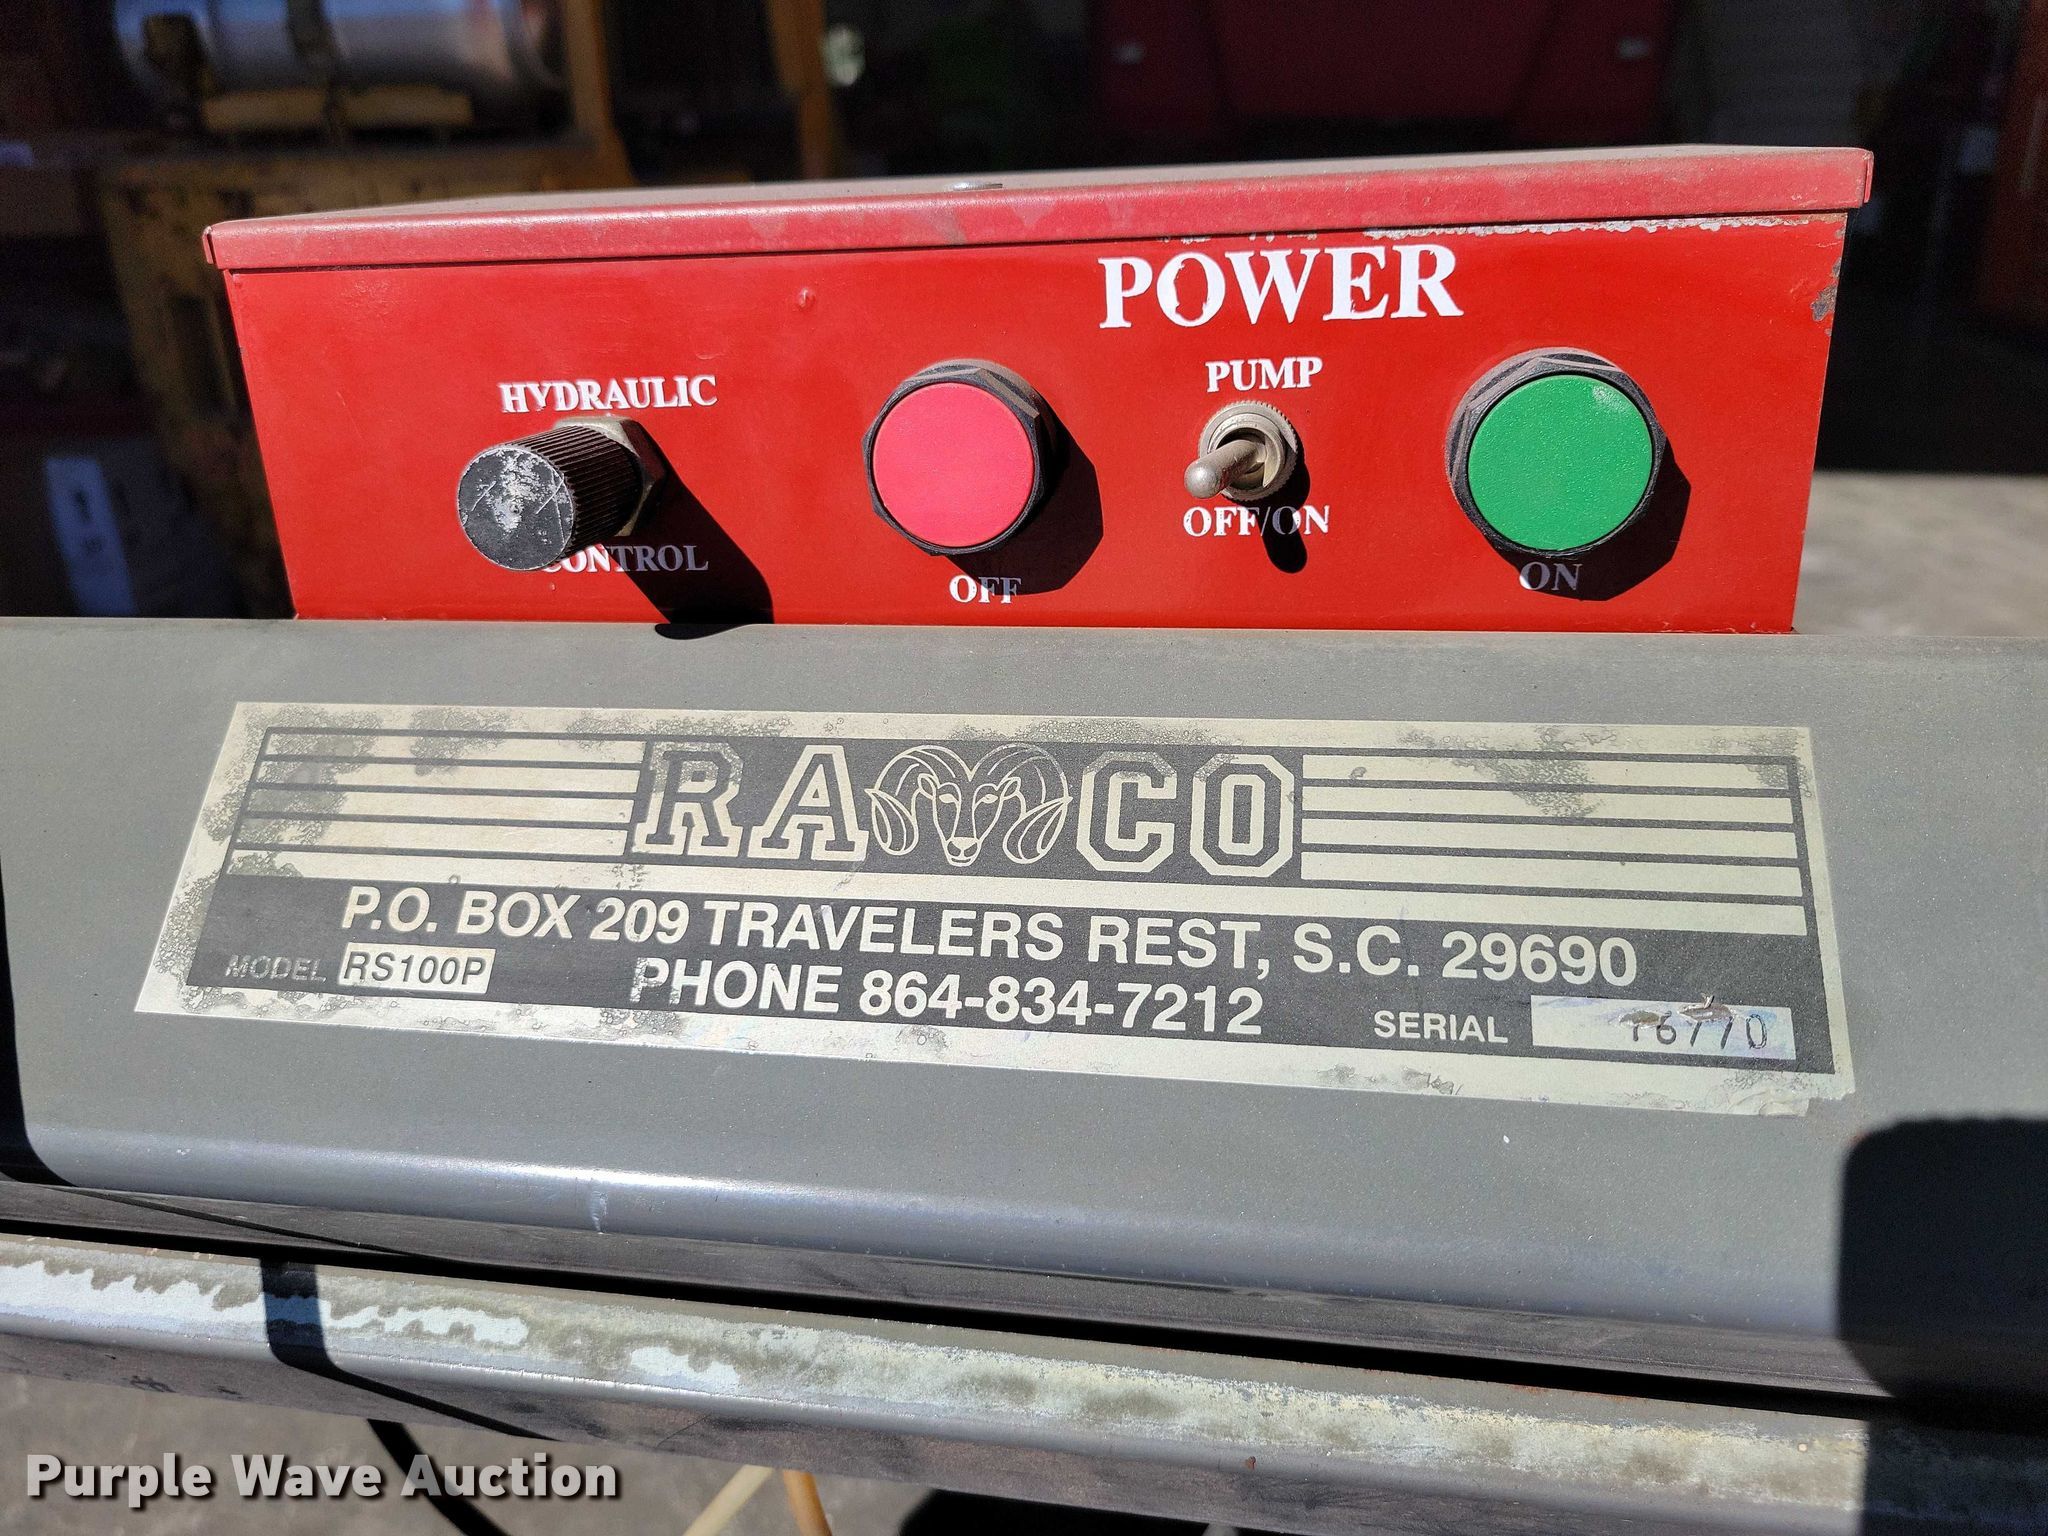 POWER
HYDRAULIC
CONTROL
OFF
PUMP
OFF/ON
ON
RAMCO
P.O. BOX 209 TRAVELERS REST, S.C. 29690
MODEL RS100P
PHONE 864-834-7212
SERIAL
Purple Wave Auction